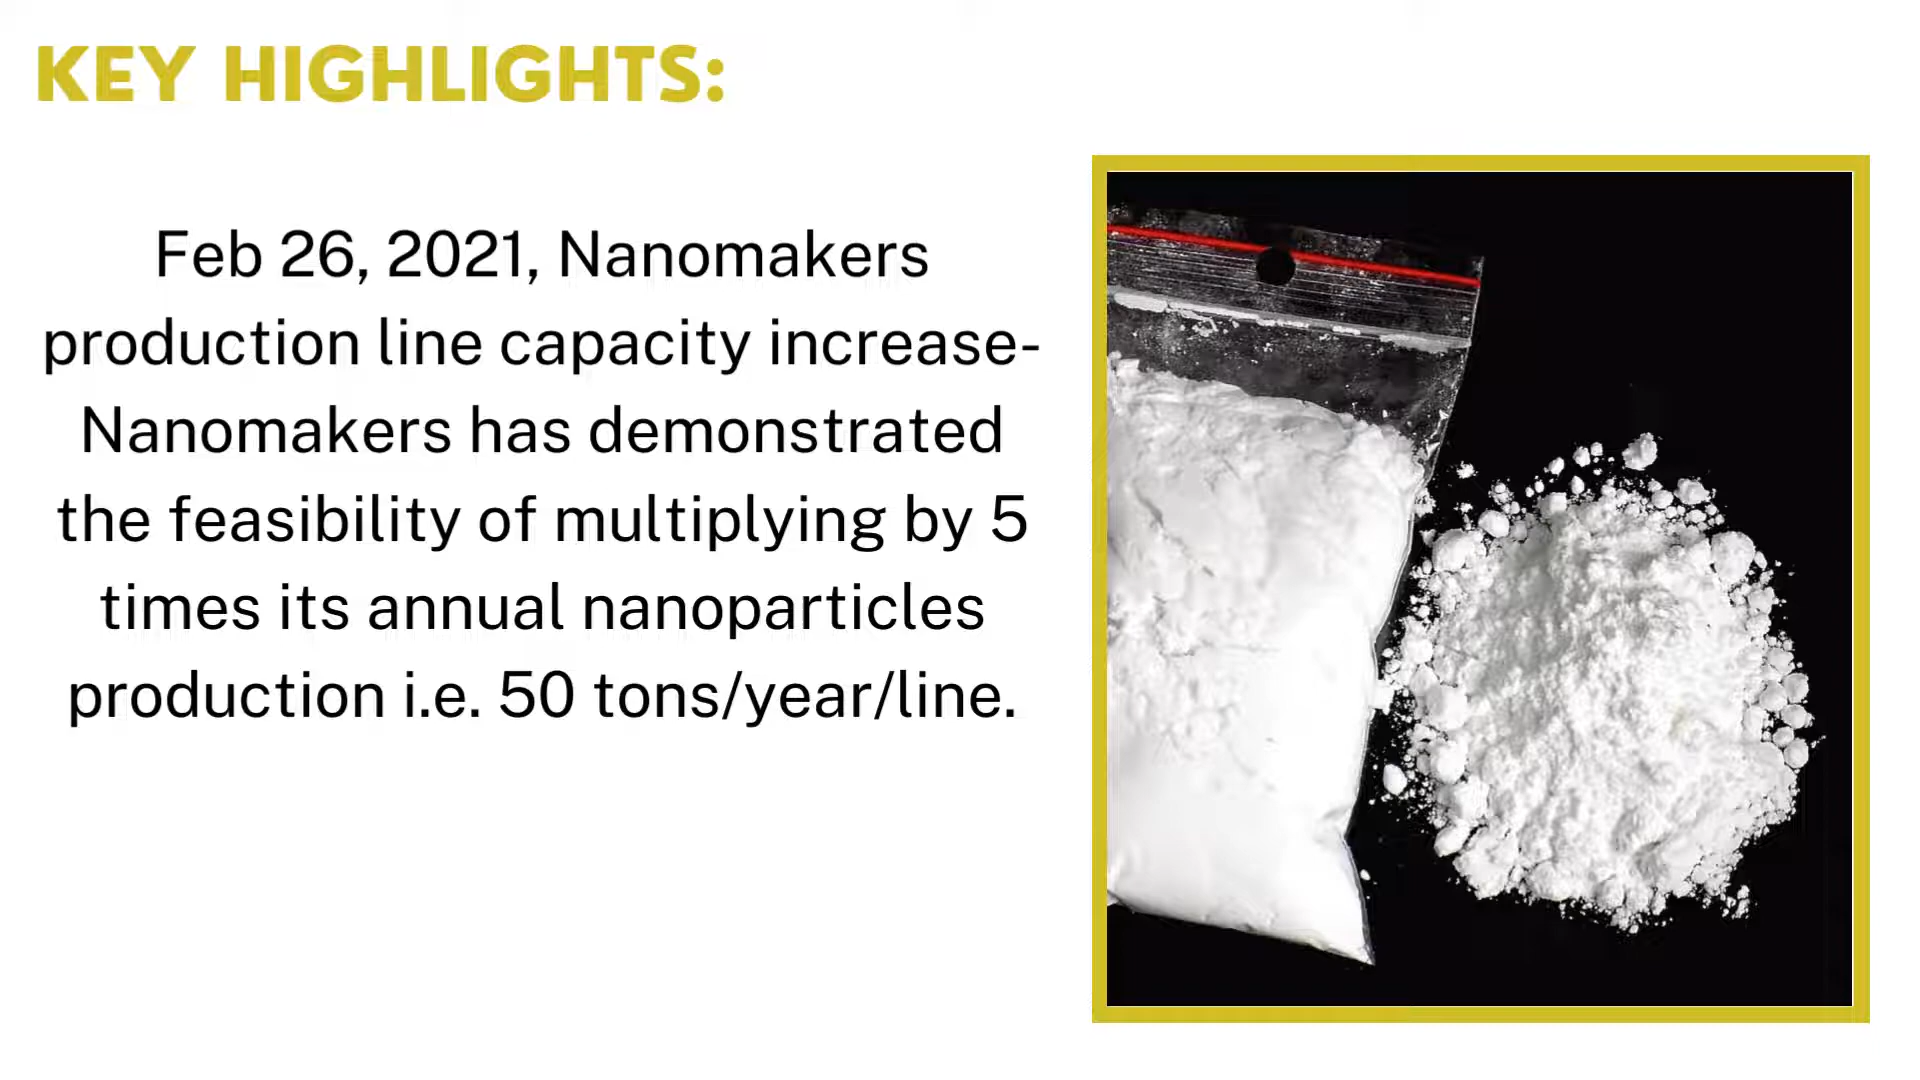 KEY HIGHLIGHTS:
Feb 26, 2021, Nanomakers
production line capacity increase-
Nanomakers has demonstrated
the feasibility of multiplying by 5
times its annual nanoparticles
production i.e. 50 tons/year/line.